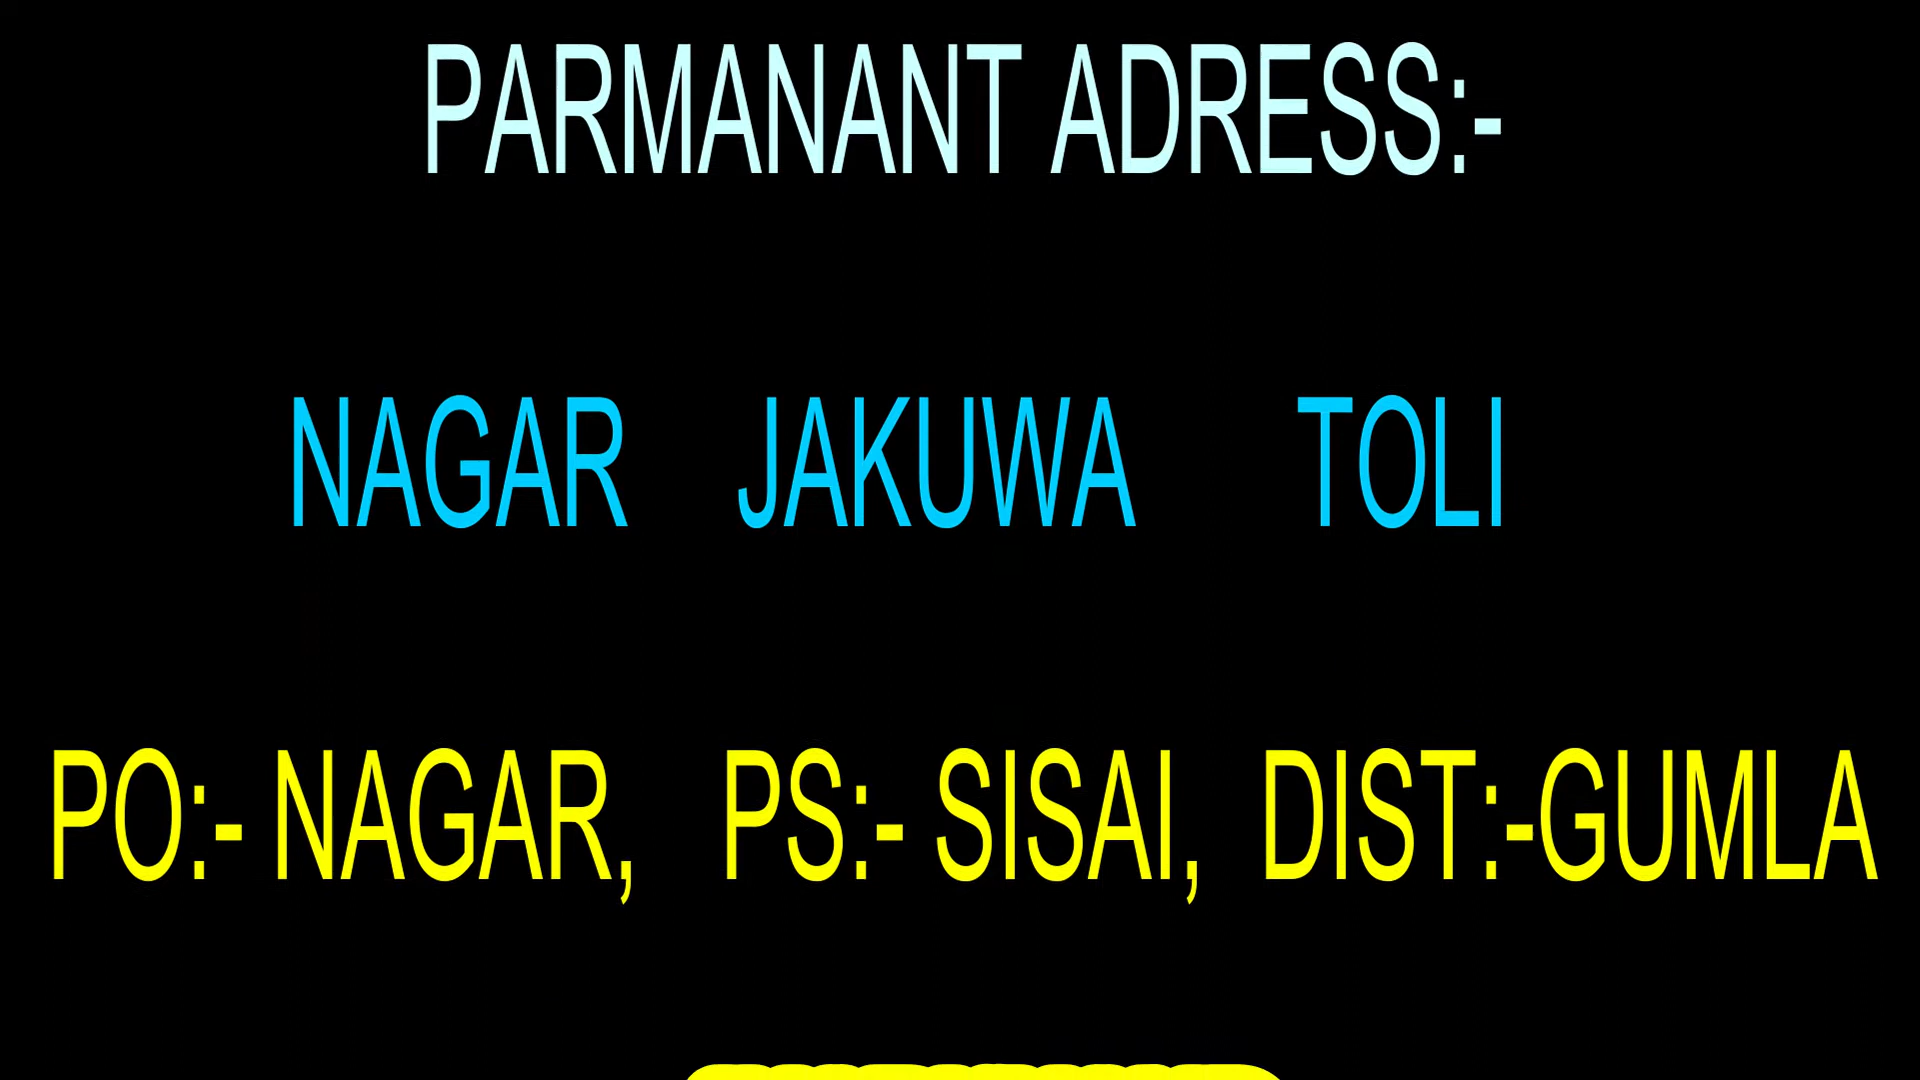 PARMANANT ADRESS:-
NAGAR JAKUWA TOLI
PO:- NAGAR, PS:- SISAI, DIST:-GUMLA